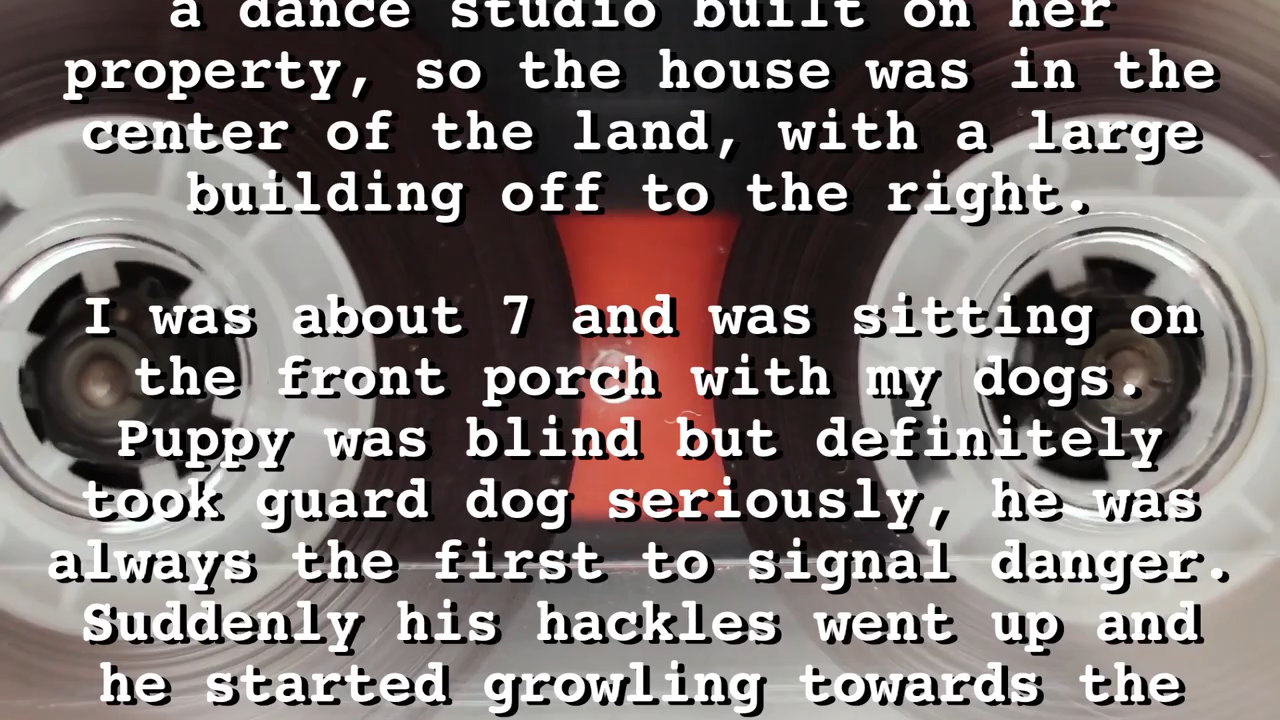 a dance studio built on her
property, so the house was in the
center of the land, with a large
building off to the right.
I was about 7 and was sitting on
the front porch with my dogs.
Puppy was blind but definitely
took guard dog seriously, he was
always the first to signal danger.
Suddenly his hackles went up and
he started growling towards the